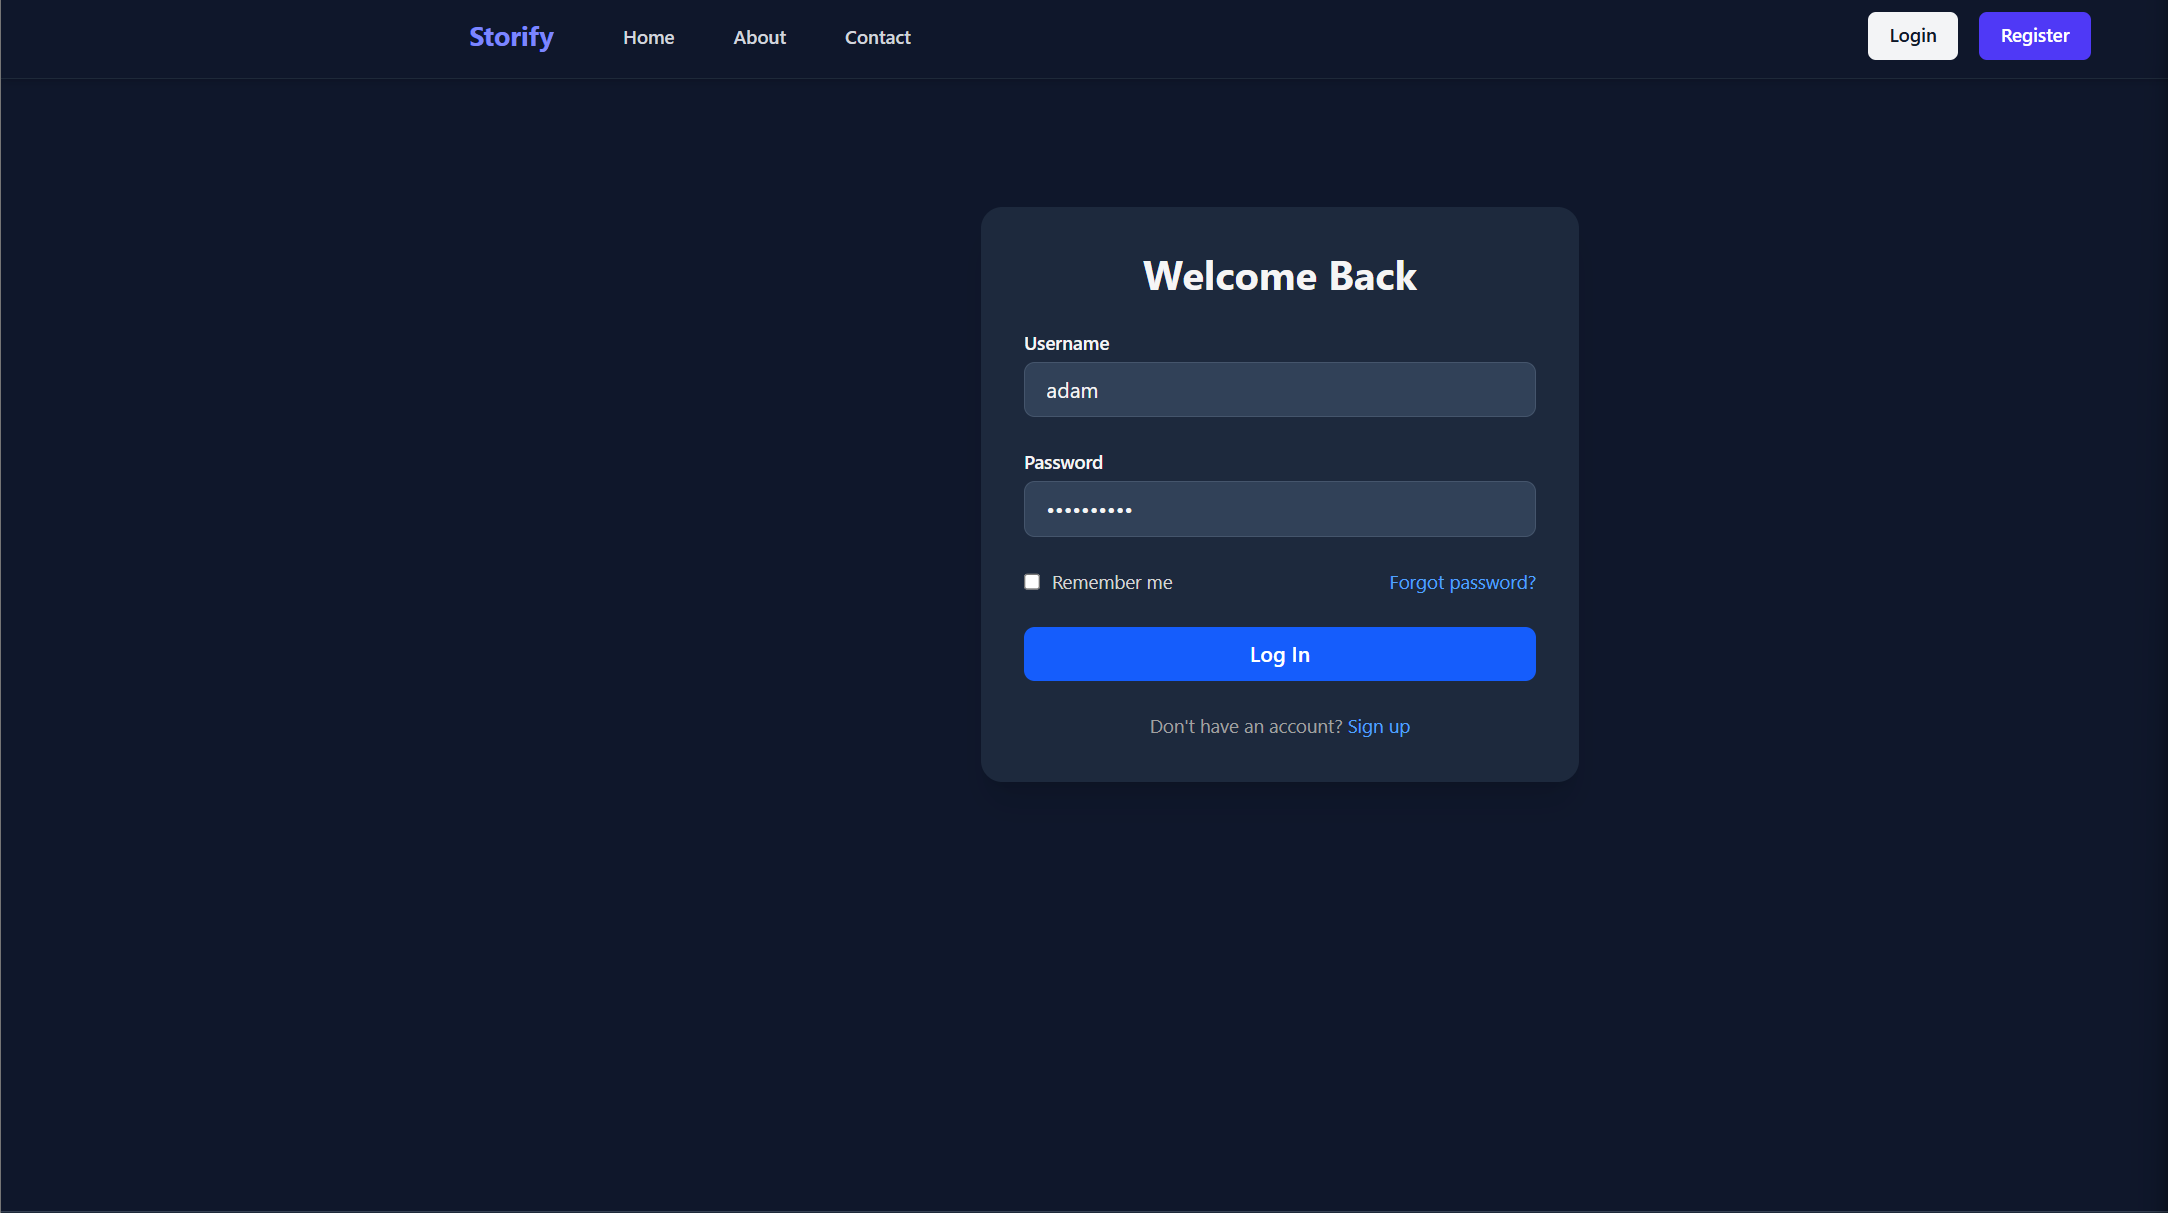 Storify Home About Contact Login Register
Welcome Back
Username
adam
Password
••••••••••
Remember me Forgot password?
Log In
Don't have an account? Sign up